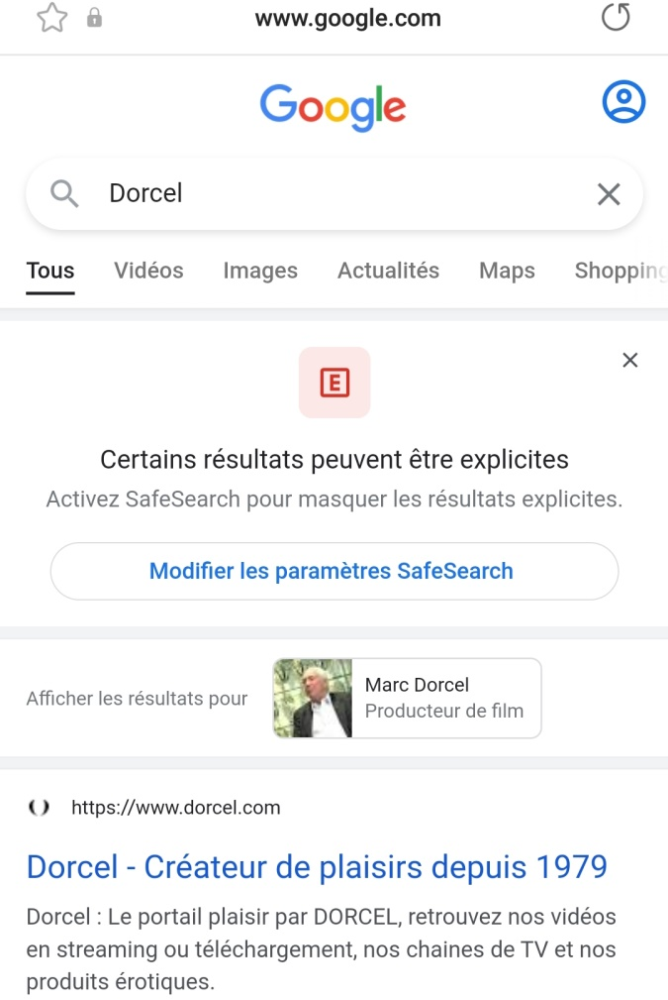 www.google.com
Google
Dorcel
Tous Vidéos Images Actualités Maps Shopping
E
Certains résultats peuvent être explicites
Activez SafeSearch pour masquer les résultats explicites.
Modifier les paramètres SafeSearch
Afficher les résultats pour
Marc Dorcel
Producteur de film
https://www.dorcel.com
Dorcel - Créateur de plaisirs depuis 1979
Dorcel : Le portail plaisir par DORCEL, retrouvez nos vidéos
en streaming ou téléchargement, nos chaines de TV et nos
produits érotiques.